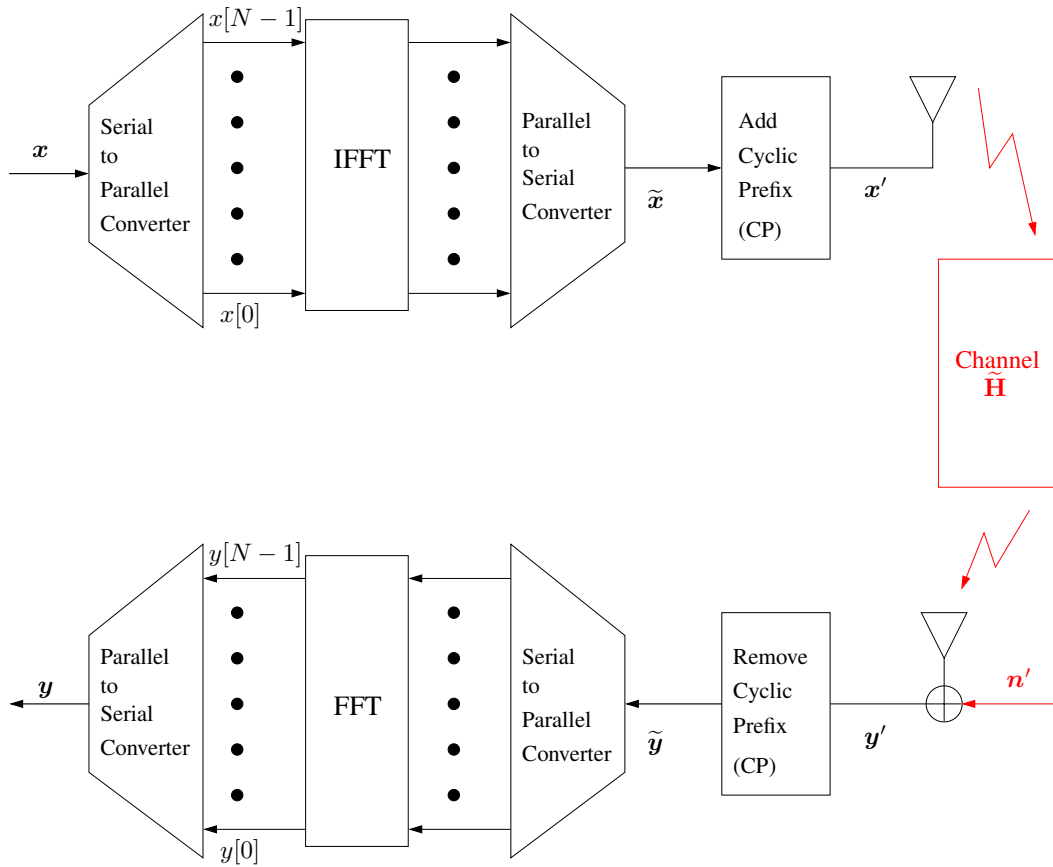 x[N − 1]
Serial
to
Parallel
Converter
x
IFFT
x[0]
Parallel
to
Serial
Converter
x̃
Add
Cyclic
Prefix
(CP)
x′
Channel
H̃
y[N − 1]
Parallel
to
Serial
Converter
y
FFT
y[0]
Serial
to
Parallel
Converter
ỹ
Remove
Cyclic
Prefix
(CP)
y′
n′